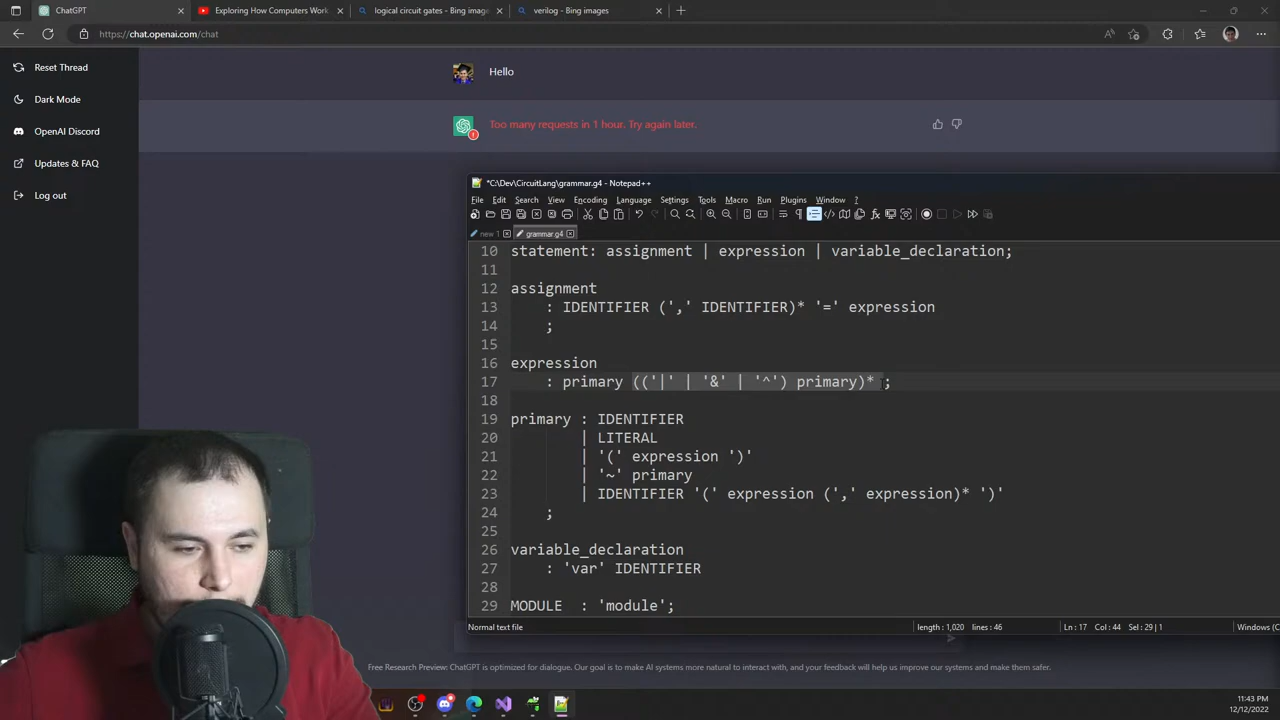 ChatGPT
Exploring How Computers Work
logical circuit gates - Bing image
verilog - Bing images
https://chat.openai.com/chat
Reset Thread
Dark Mode
OpenAI Discord
Updates & FAQ
Log out
Hello
Too many requests in 1 hour. Try again later.
*C:\Dev\CircuitLang\grammar.g4 - Notepad++
File Edit Search View Encoding Language Settings Tools Macro Run Plugins Window ?
new 1 grammar.g4
10 statement: assignment | expression | variable_declaration;
11
12 assignment
13 : IDENTIFIER (',' IDENTIFIER)* '=' expression
14 ;
15
16 expression
17 : primary (('|' | '&' | '^') primary)* ;
18
19 primary : IDENTIFIER
20 | LITERAL
21 | '(' expression ')'
22 | '~' primary
23 | IDENTIFIER '(' expression (',' expression)* ')'
24 ;
25
26 variable_declaration
27 : 'var' IDENTIFIER
28
29 MODULE : 'module';
Normal text file
length : 1,020 lines : 46
Ln : 17 Col : 44 Sel : 29 | 1
Windows (C
Free Research Preview: ChatGPT is optimized for dialogue. Our goal is to make AI systems more natural to interact with, and your feedback will help us improve our systems and make them safer.
11:43 PM
12/12/2022